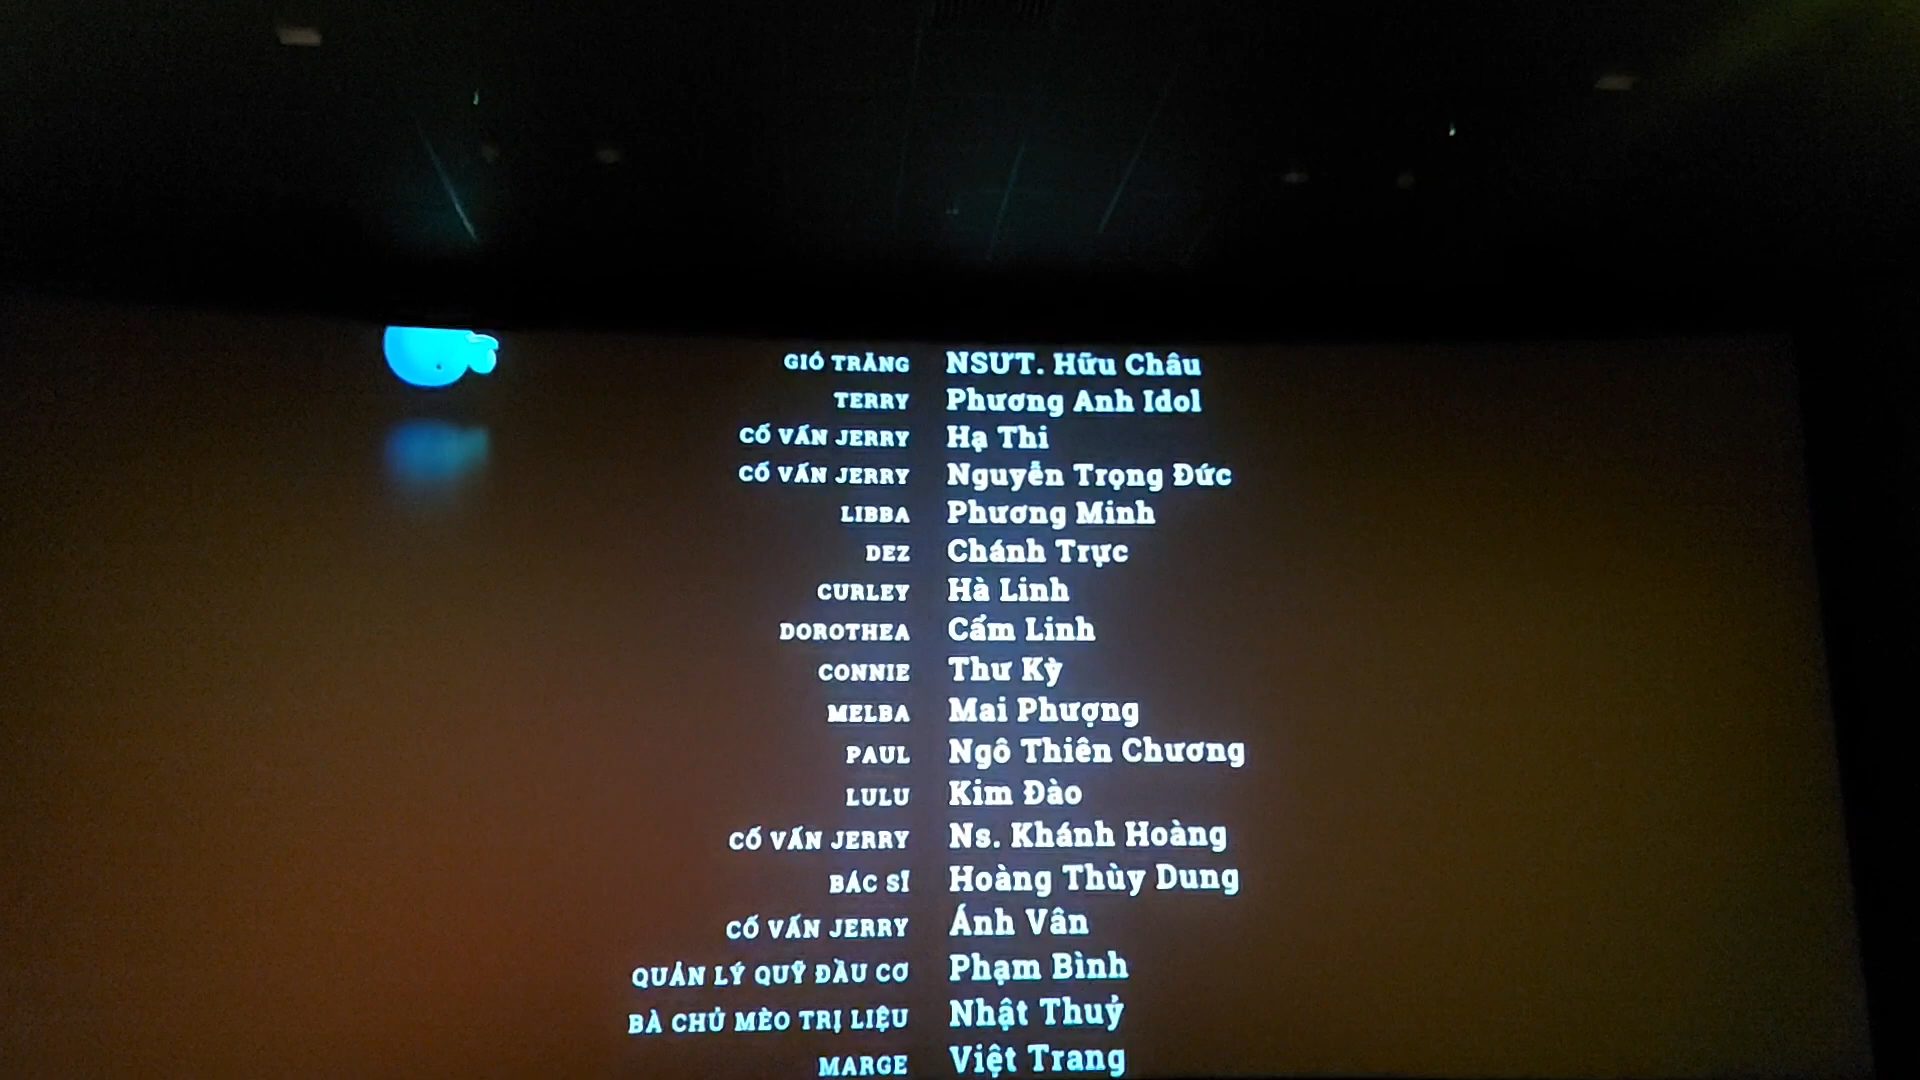 GIÓ TRĂNG NSƯT. Hữu Châu
TERRY Phương Anh Idol
CỐ VẤN JERRY Hạ Thi
CỐ VẤN JERRY Nguyễn Trọng Đức
LIBBA Phương Minh
DEZ Chánh Trực
CURLEY Hà Linh
DOROTHEA Cẩm Linh
CONNIE Thư Kỳ
MELBA Mai Phượng
PAUL Ngô Thiên Chương
LULU Kim Đào
CỐ VẤN JERRY Ns. Khánh Hoàng
BÁC SĨ Hoàng Thùy Dung
CỐ VẤN JERRY Ánh Vân
QUẢN LÝ QUỸ ĐẦU CƠ Phạm Bình
BÀ CHỦ MÈO TRỊ LIỆU Nhật Thuỷ
MARGE Việt Trang